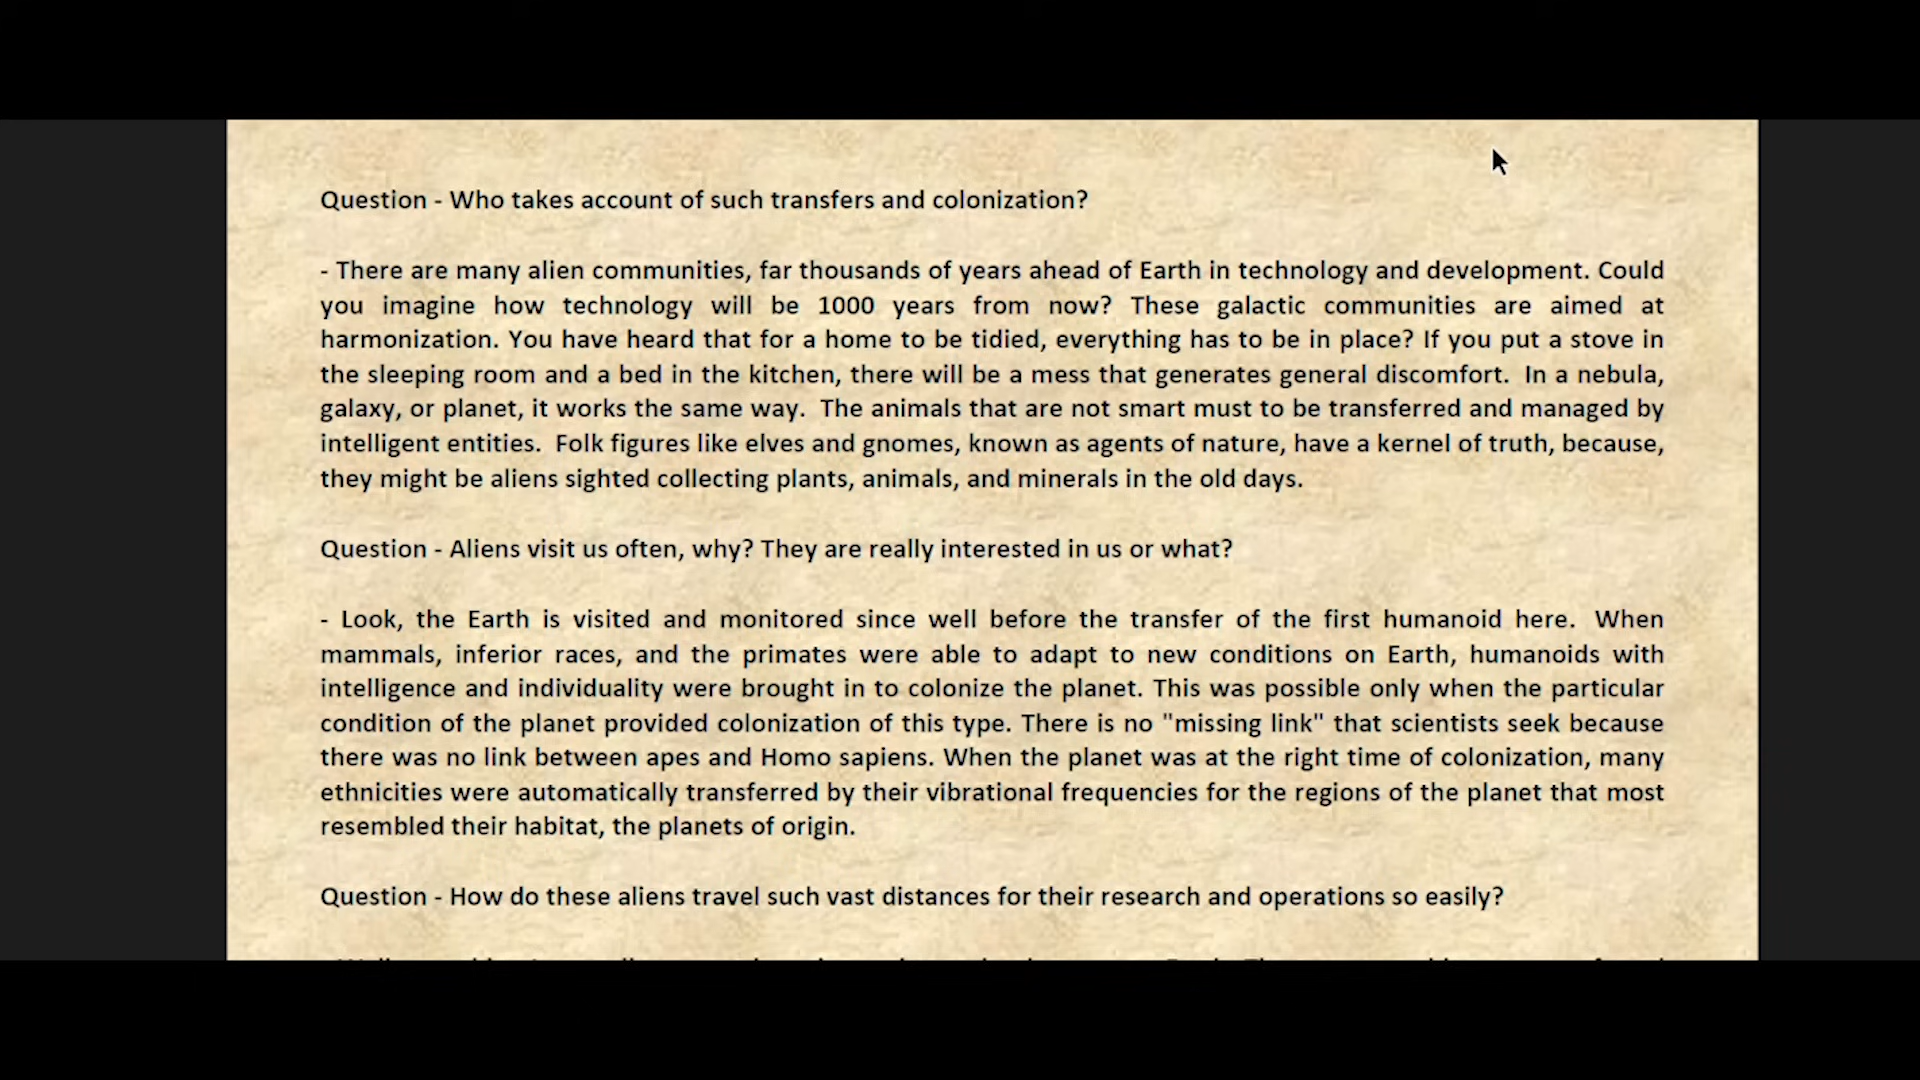 Question - Who takes account of such transfers and colonization?
- There are many alien communities, far thousands of years ahead of Earth in technology and development. Could
you imagine how technology will be 1000 years from now? These galactic communities are aimed at
harmonization. You have heard that for a home to be tidied, everything has to be in place? If you put a stove in
the sleeping room and a bed in the kitchen, there will be a mess that generates general discomfort.  In a nebula,
galaxy, or planet, it works the same way.  The animals that are not smart must to be transferred and managed by
intelligent entities.  Folk figures like elves and gnomes, known as agents of nature, have a kernel of truth, because,
they might be aliens sighted collecting plants, animals, and minerals in the old days.
Question - Aliens visit us often, why? They are really interested in us or what?
- Look, the Earth is visited and monitored since well before the transfer of the first humanoid here.  When
mammals, inferior races, and the primates were able to adapt to new conditions on Earth, humanoids with
intelligence and individuality were brought in to colonize the planet. This was possible only when the particular
condition of the planet provided colonization of this type. There is no "missing link" that scientists seek because
there was no link between apes and Homo sapiens. When the planet was at the right time of colonization, many
ethnicities were automatically transferred by their vibrational frequencies for the regions of the planet that most
resembled their habitat, the planets of origin.
Question - How do these aliens travel such vast distances for their research and operations so easily?